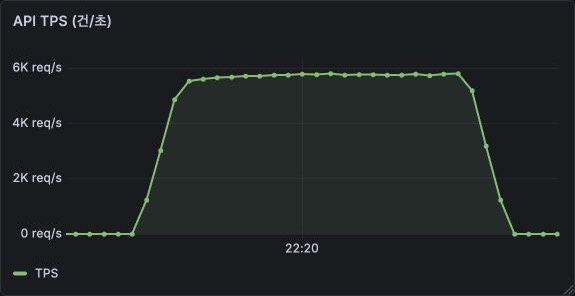 API TPS (건/초)
6K req/s
4K req/s
2K req/s
0 req/s
22:20
TPS